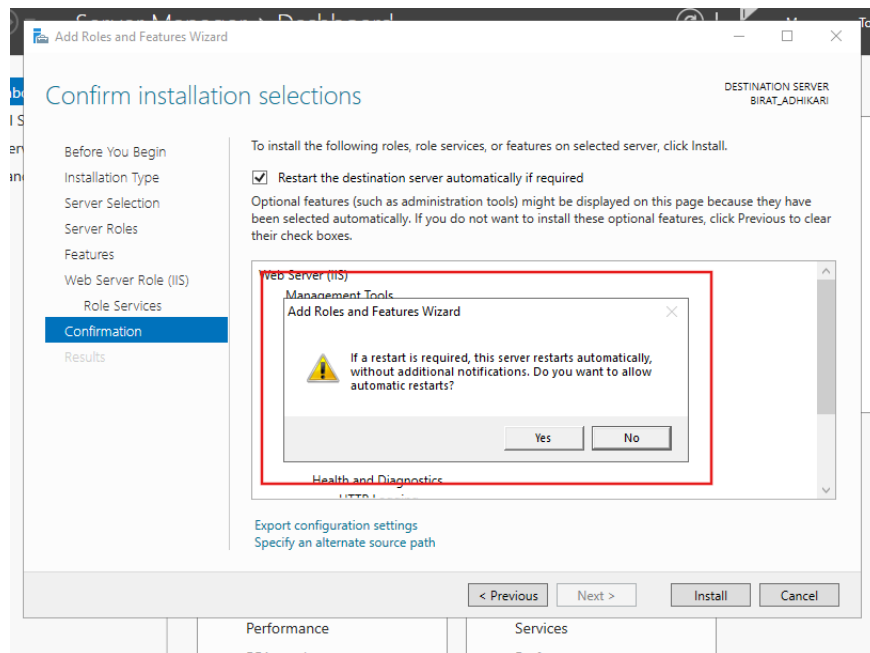 Server Manager Dashboard
Add Roles and Features Wizard
Confirm installation selections
DESTINATION SERVER
BIRAT_ADHIKARI
Before You Begin
Installation Type
Server Selection
Server Roles
Features
Web Server Role (IIS)
Role Services
Confirmation
Results
To install the following roles, role services, or features on selected server, click Install.
Restart the destination server automatically if required
Optional features (such as administration tools) might be displayed on this page because they have
been selected automatically. If you do not want to install these optional features, click Previous to clear
their check boxes.
Web Server (IIS)
Management Tools
Add Roles and Features Wizard
If a restart is required, this server restarts automatically,
without additional notifications. Do you want to allow
automatic restarts?
Yes No
Health and Diagnostics
HTTP
Export configuration settings
Specify an alternate source path
< Previous Next > Install Cancel
Performance Services